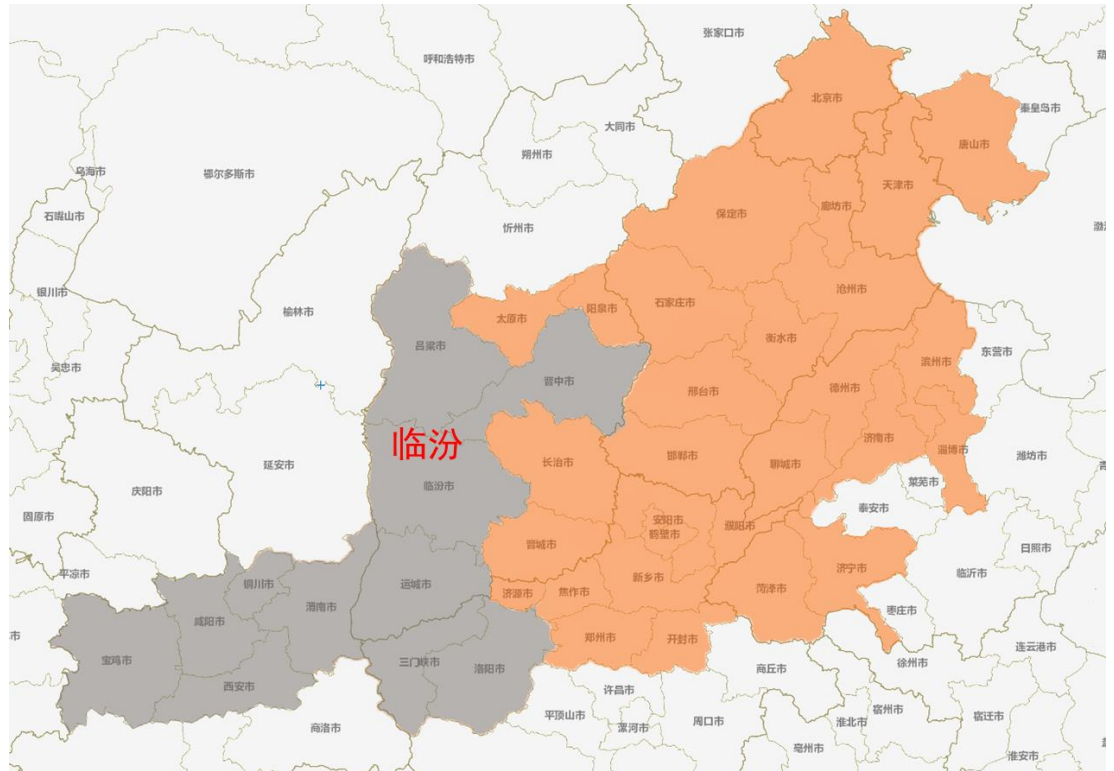 张家口市
呼和浩特市
葫
北京市
秦皇岛市
大同市
唐山市
朔州市
乌海市
鄂尔多斯市
天津市
石嘴山市
廊坊市
保定市
忻州市
渤海
银川市
沧州市
榆林市
阳泉市
石家庄市
太原市
衡水市
吕梁市
东营市
滨州市
吴忠市
晋中市
德州市
邢台市
临汾
济南市
淄博市
邯郸市
潍坊市
长治市
聊城市
延安市
青
莱芜市
临汾市
庆阳市
泰安市
固原市
安阳市
濮阳市
鹤壁市
晋城市
日照市
济宁市
平凉市
临沂市
新乡市
铜川市
运城市
菏泽市
济源市
焦作市
渭南市
枣庄市
咸阳市
市
郑州市
开封市
连云港市
宝鸡市
三门峡市
洛阳市
徐州市
商丘市
西安市
许昌市
宿州市
平顶山市
宿迁市
周口市
淮北市
商洛市
漯河市
亳州市
淮安市